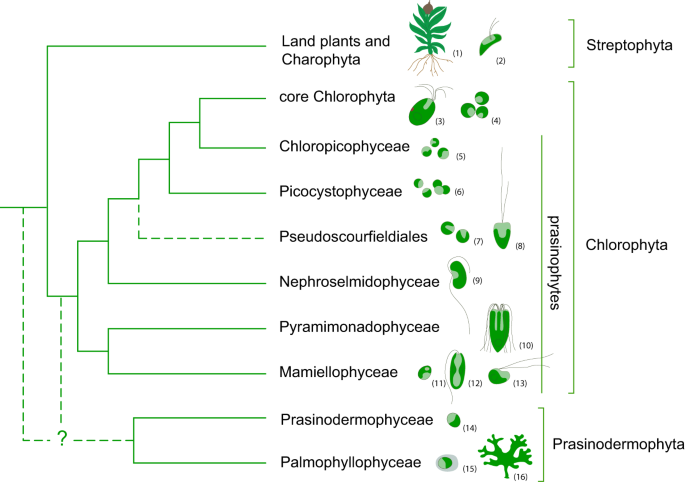 Land plants and
Charophyta
(1)
(2)
Streptophyta
core Chlorophyta
(3)
(4)
Chloropicophyceae
(5)
Picocystophyceae
(6)
Pseudoscourfieldiales
(7)
(8)
prasinophytes
Chlorophyta
Nephroselmidophyceae
(9)
Pyramimonadophyceae
(10)
Mamiellophyceae
(11)
(12)
(13)
Prasinodermophyceae
(14)
?
Prasinodermophyta
Palmophyllophyceae
(15)
(16)